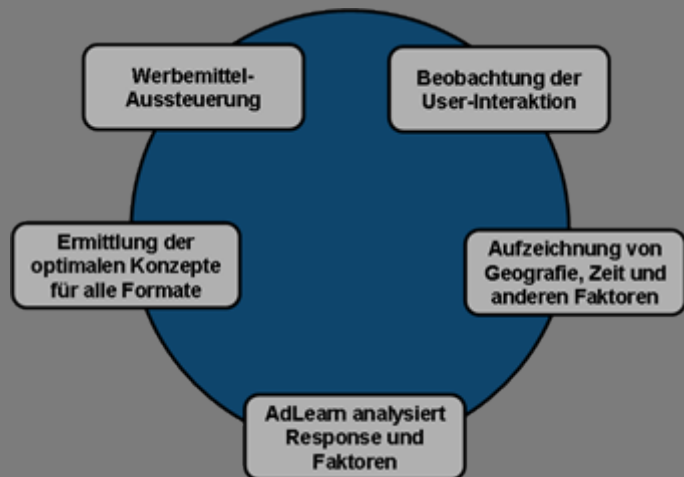 Werbemittel-
Aussteuerung
Beobachtung der
User-Interaktion
Ermittlung der
optimalen Konzepte
für alle Formate
Aufzeichnung von
Geografie, Zeit und
anderen Faktoren
AdLearn analysiert
Response und
Faktoren